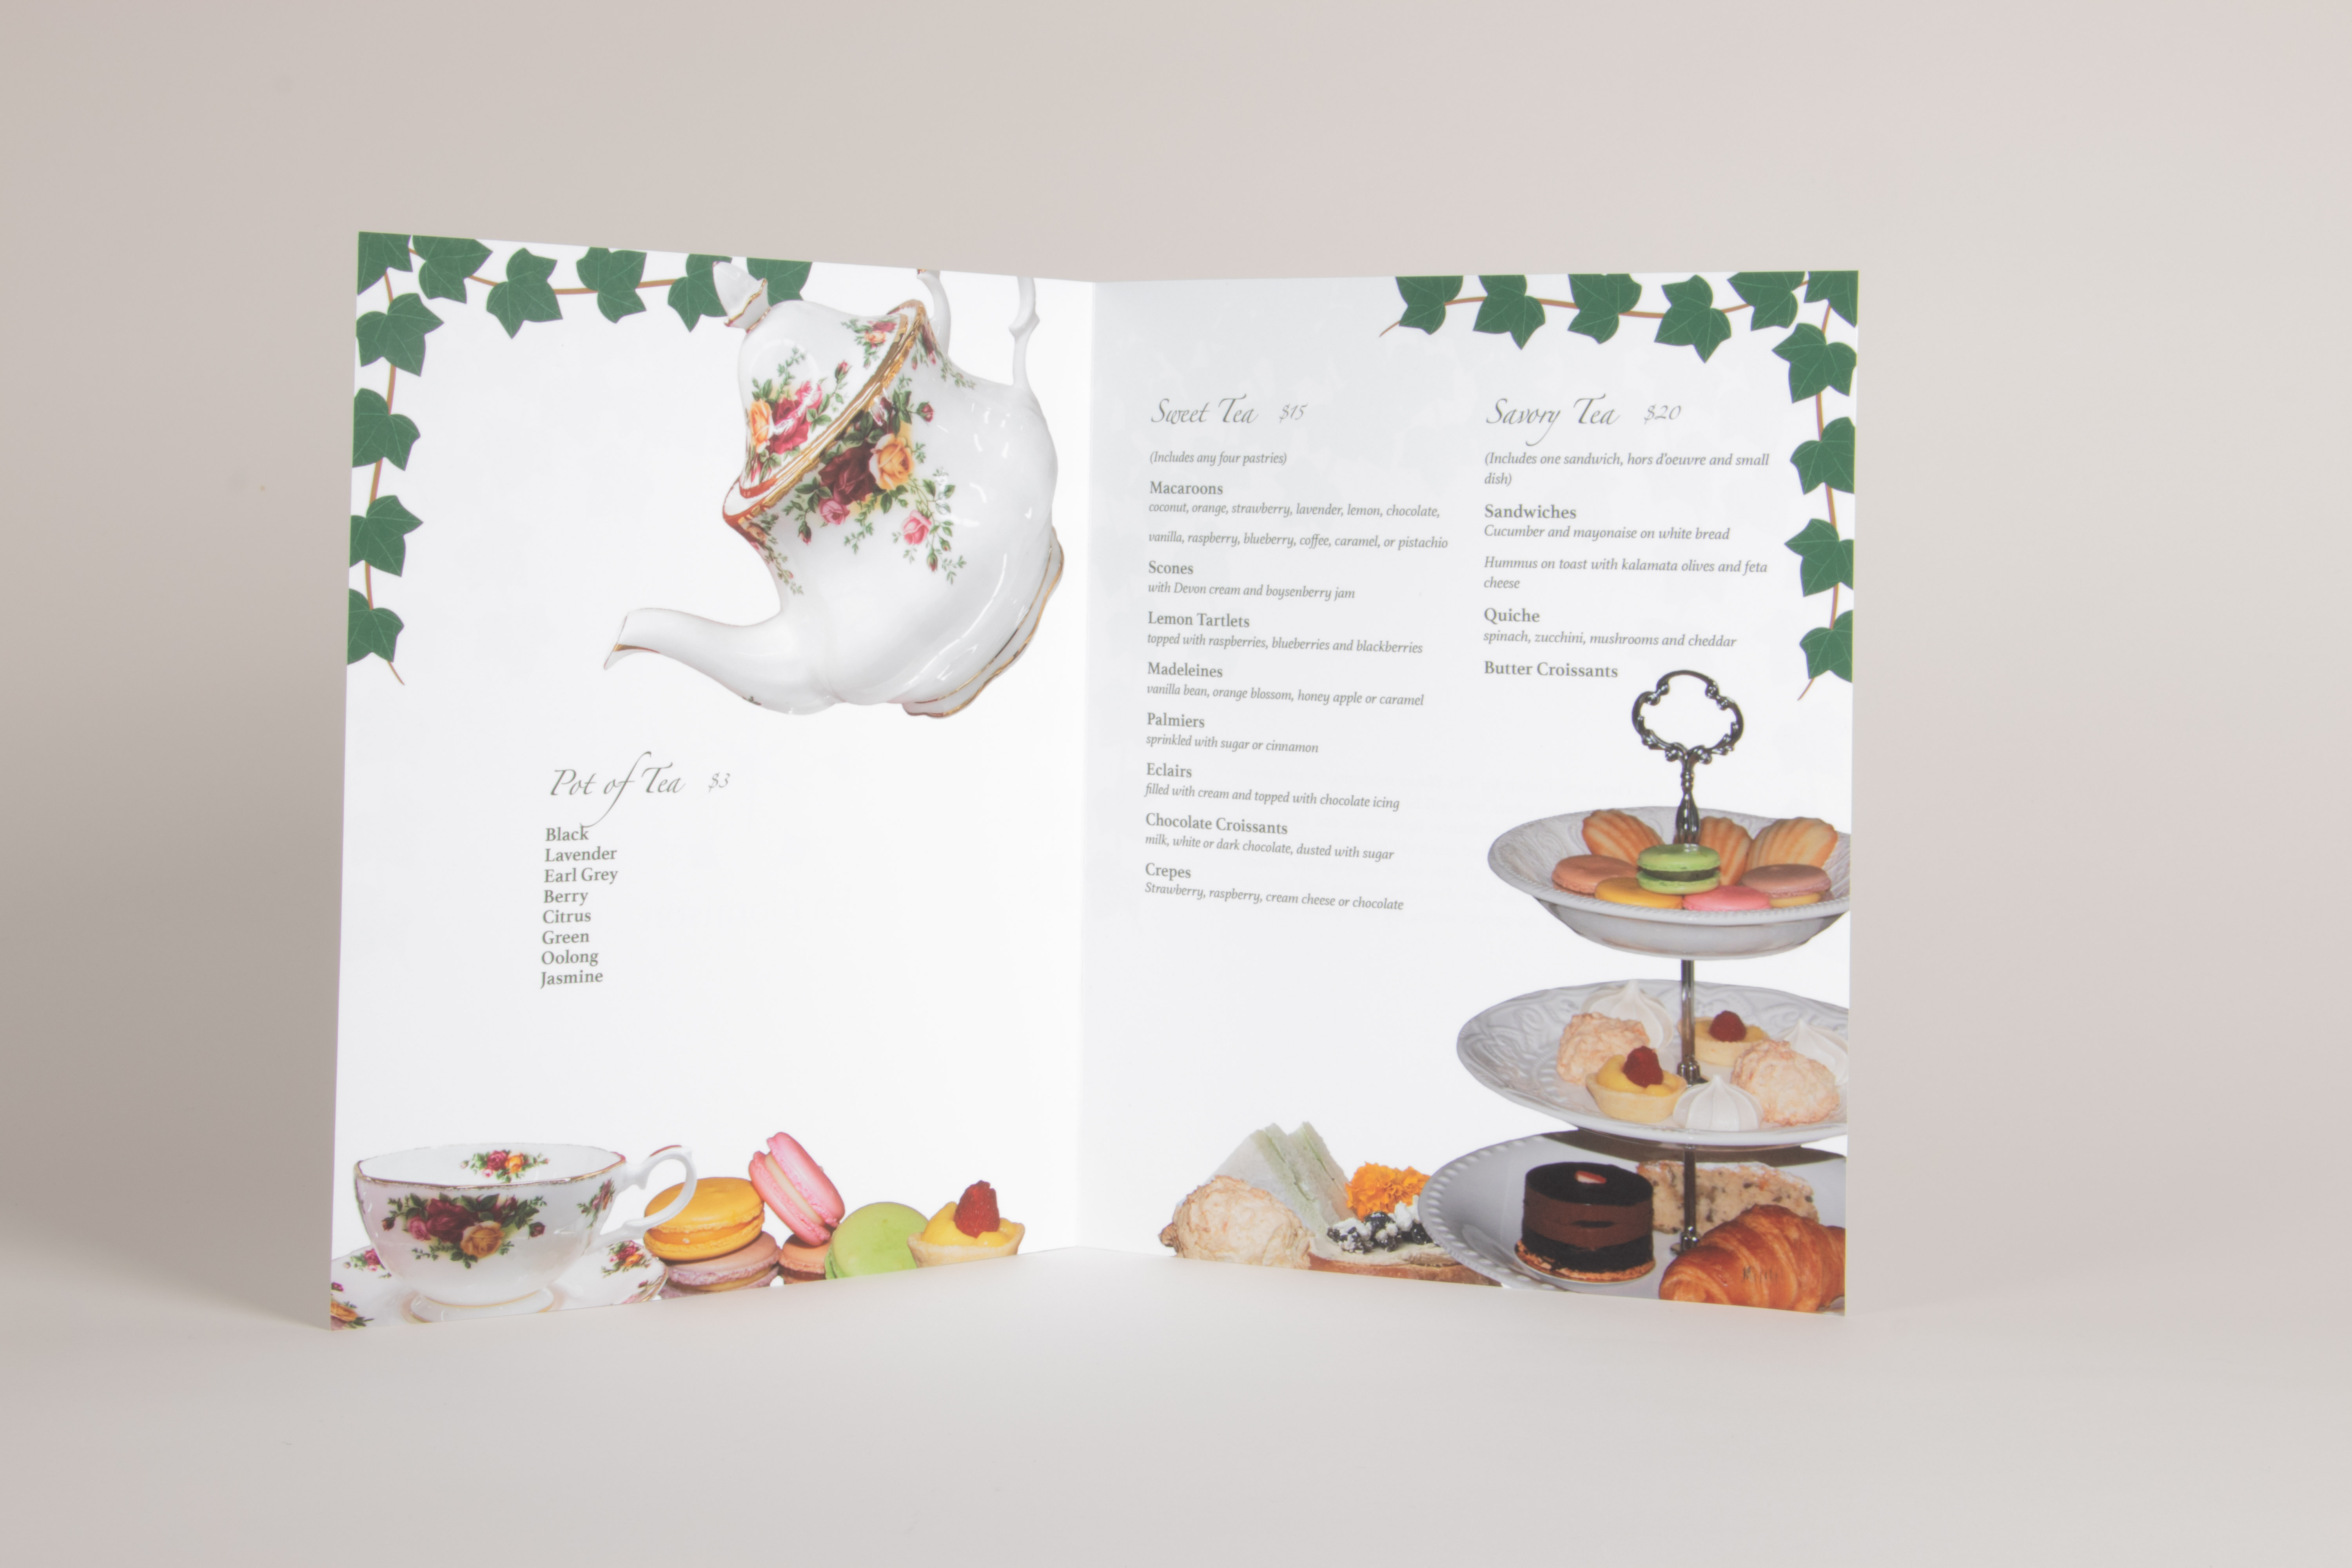 Pot of Tea $3
Black
Lavender
Earl Grey
Berry
Citrus
Green
Oolong
Jasmine
Sweet Tea $15
(Includes any four pastries)
Macaroons
coconut, orange, strawberry, lavender, lemon, chocolate,
vanilla, raspberry, blueberry, coffee, caramel, or pistachio
Scones
with Devon cream and boysenberry jam
Lemon Tartlets
topped with raspberries, blueberries and blackberries
Madeleines
vanilla bean, orange blossom, honey apple or caramel
Palmiers
sprinkled with sugar or cinnamon
Eclairs
filled with cream and topped with chocolate icing
Chocolate Croissants
milk, white or dark chocolate, dusted with sugar
Crepes
Strawberry, raspberry, cream cheese or chocolate
Savory Tea $20
(Includes one sandwich, hors d'oeuvre and small
dish)
Sandwiches
Cucumber and mayonaise on white bread
Hummus on toast with kalamata olives and feta
cheese
Quiche
spinach, zucchini, mushrooms and cheddar
Butter Croissants